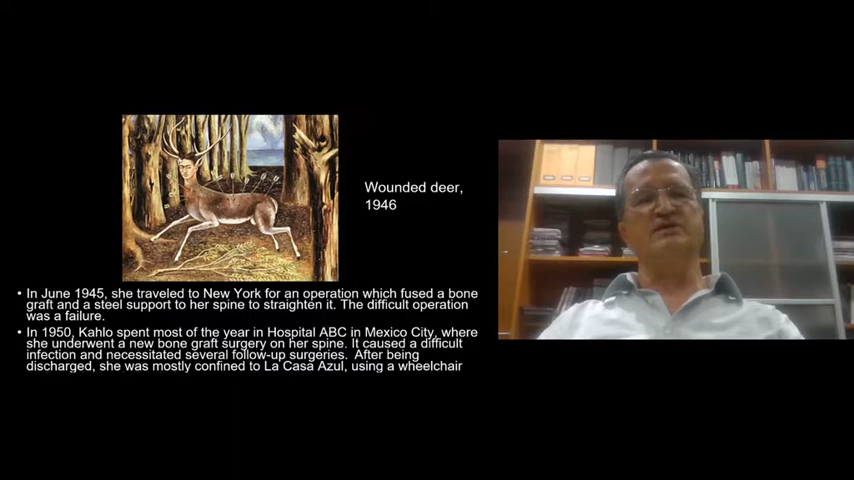 Wounded deer,
1946
• In June 1945, she traveled to New York for an operation which fused a bone
graft and a steel support to her spine to straighten it. The difficult operation
was a failure.
• In 1950, Kahlo spent most of the year in Hospital ABC in Mexico City, where
she underwent a new bone graft surgery on her spine. It caused a difficult
infection and necessitated several follow-up surgeries. After being
discharged, she was mostly confined to La Casa Azul, using a wheelchair